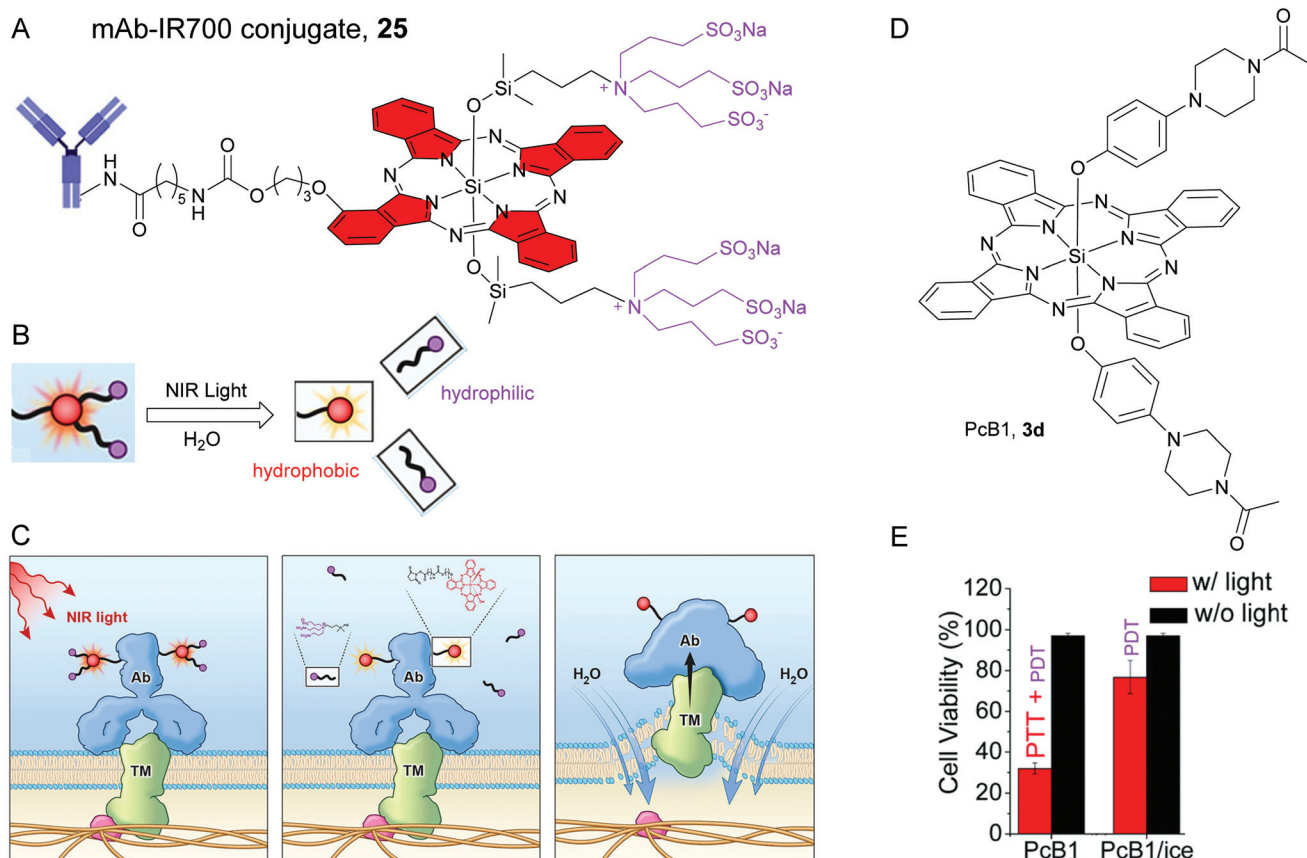 A
mAb-IR700 conjugate, 25
SO3Na
SO3Na
SO3-
N
+
Si
O
N
N
N
N
N
N
N
N
Si
H
N
O
5
N
H
O
O
3
O
O
Si
N
+
SO3Na
SO3Na
SO3-
B
NIR Light
H2O
hydrophilic
hydrophobic
C
NIR light
Ab
TM
Ab
TM
H2O
Ab
TM
H2O
D
O
N
N
O
N
N
N
N
N
N
N
N
Si
O
PcB1, 3d
N
N
O
E
Cell Viability (%)
120
100
80
60
40
20
0
w/ light
w/o light
PTT + PDT
PDT
PcB1
PcB1/ice